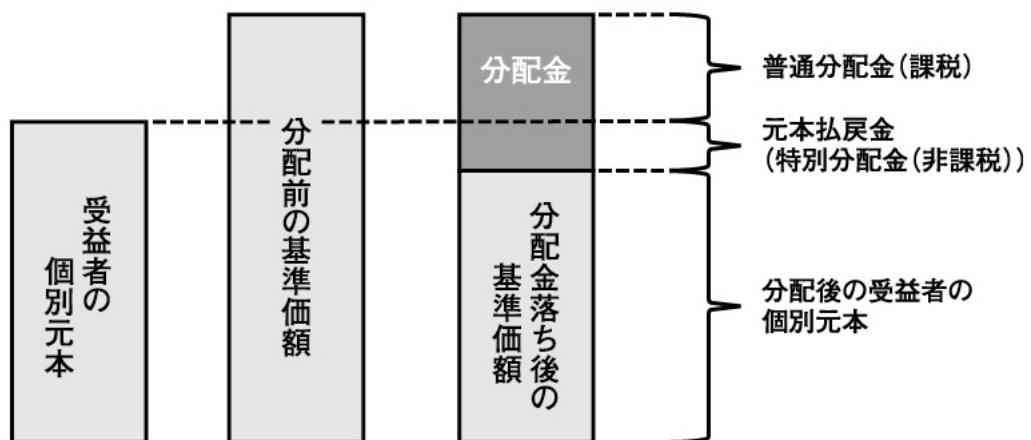 受益者の
個別元本
分配前の基準価額
分配金
分配金落ち後の
基準価額
普通分配金(課税)
元本払戻金
(特別分配金(非課税))
分配後の受益者の
個別元本